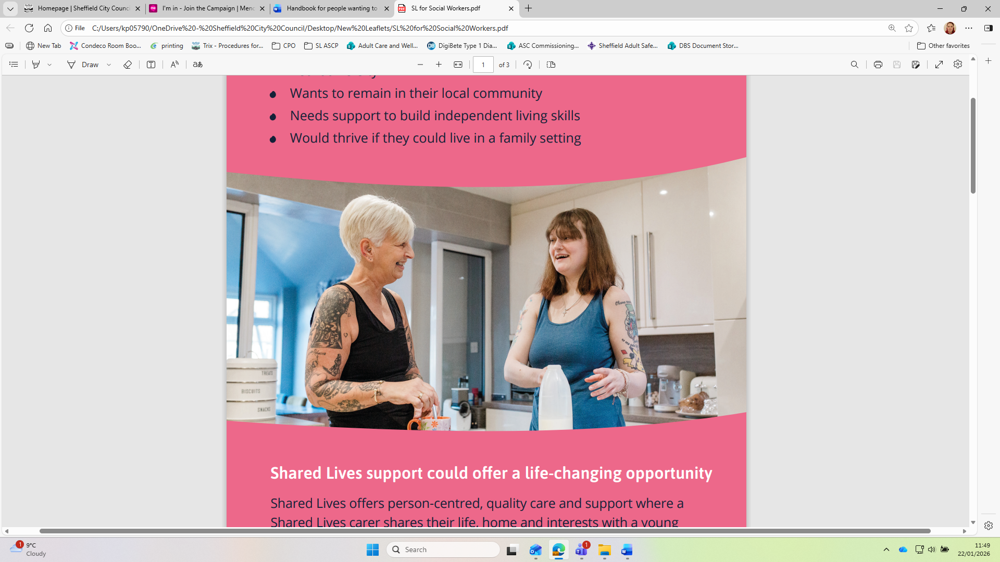 Homepage | Sheffield City Counci
I'm in - Join the Campaign | Menc
Handbook for people wanting to
SL for Social Workers.pdf
File
C:/Users/kp05790/OneDrive%20-%20Sheffield%20City%20Council/Desktop/New%20Leaflets/SL%20for%20Social%20Workers.pdf
New Tab
Condeco Room Boo...
printing
Trix - Procedures for...
CPO
SL ASCP
Adult Care and Well...
DigiBete Type 1 Dia...
ASC Commissioning...
Sheffield Adult Safe...
DBS Document Stor...
Other favorites
Draw
1 of 3
Wants to remain in their local community
Needs support to build independent living skills
Would thrive if they could live in a family setting
TREATS
BISCUITS
SNACKS
Shared Lives support could offer a life-changing opportunity
Shared Lives offers person-centred, quality care and support where a
Shared Lives carer shares their life, home and interests with a young
1
9°C
Cloudy
Search
1
11:49
22/01/2026